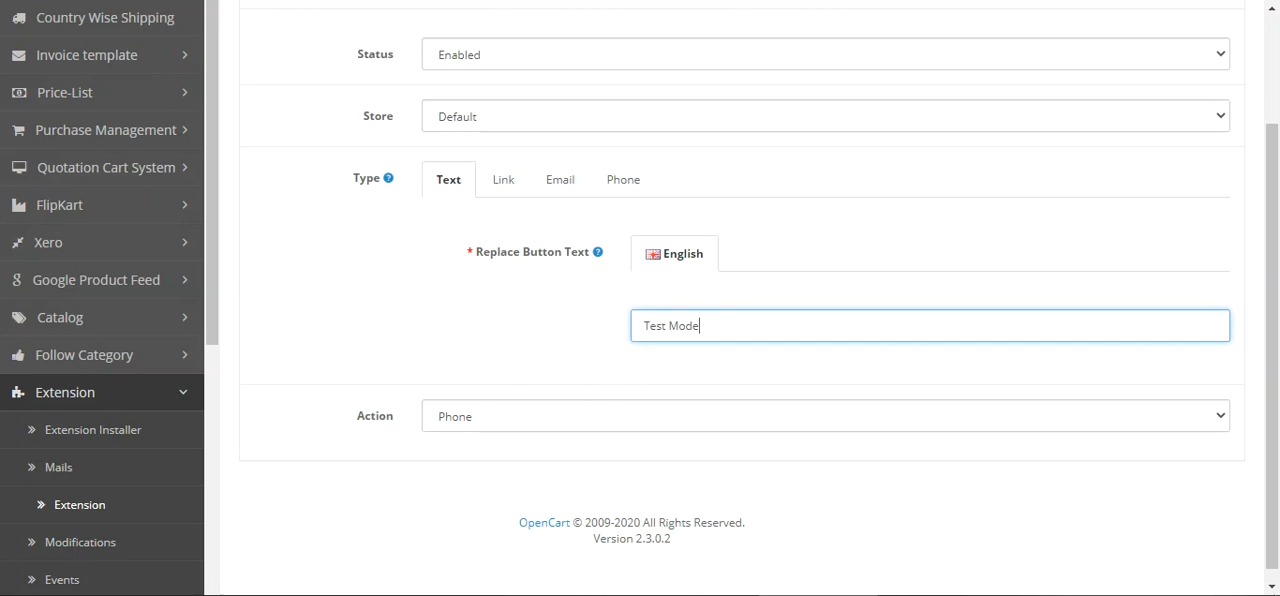 Country Wise Shipping
Invoice template
Price-List
Purchase Management
Quotation Cart System
FlipKart
Xero
Google Product Feed
Catalog
Follow Category
Extension
Extension Installer
Mails
Extension
Modifications
Events
Status
Enabled
Store
Default
Type
Text Link Email Phone
* Replace Button Text
English
Test Mode
Action
Phone
OpenCart © 2009-2020 All Rights Reserved.
Version 2.3.0.2